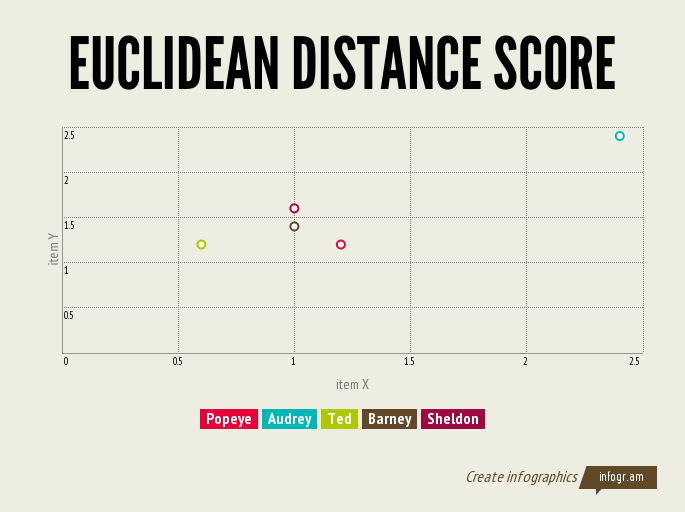 EUCLIDEAN DISTANCE SCORE
2.5
2
1.5
1
0.5
item Y
0 0.5 1 1.5 2 2.5
item X
Popeye Audrey Ted Barney Sheldon
Create infographics infogr.am